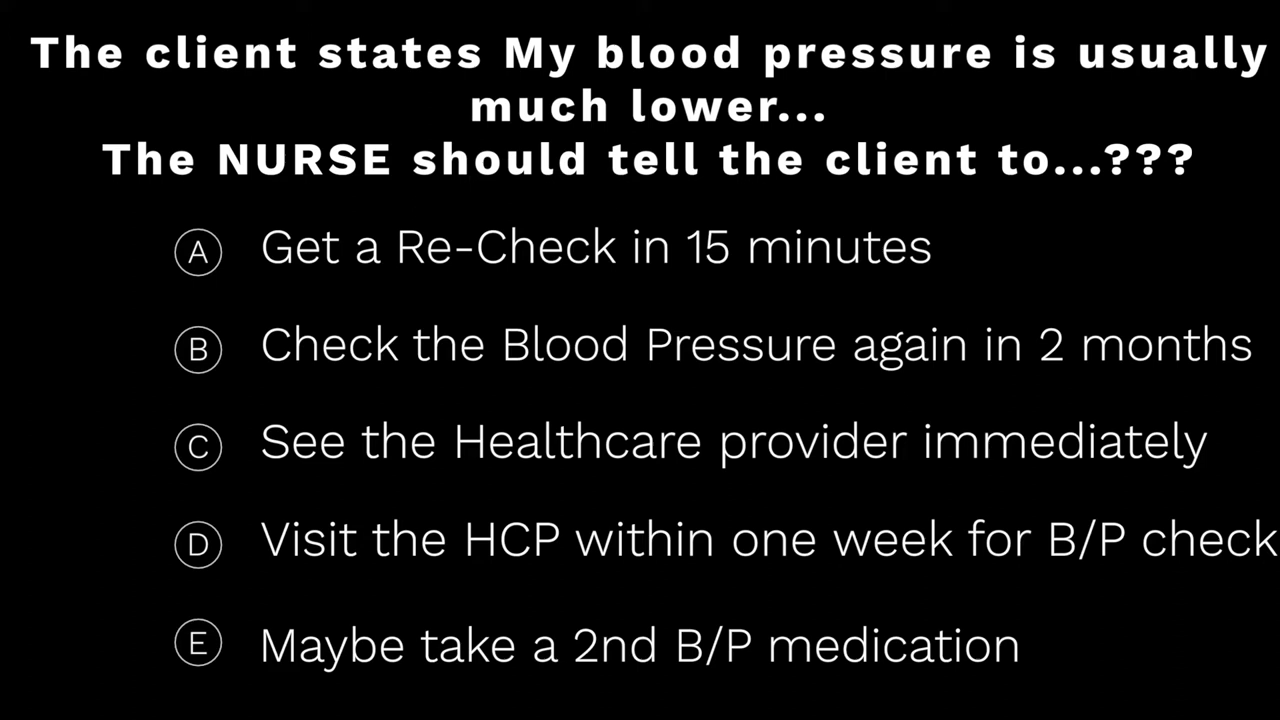 The client states My blood pressure is usually
much lower...
The NURSE should tell the client to...???
A Get a Re-Check in 15 minutes
B Check the Blood Pressure again in 2 months
C See the Healthcare provider immediately
D Visit the HCP within one week for B/P check
E Maybe take a 2nd B/P medication